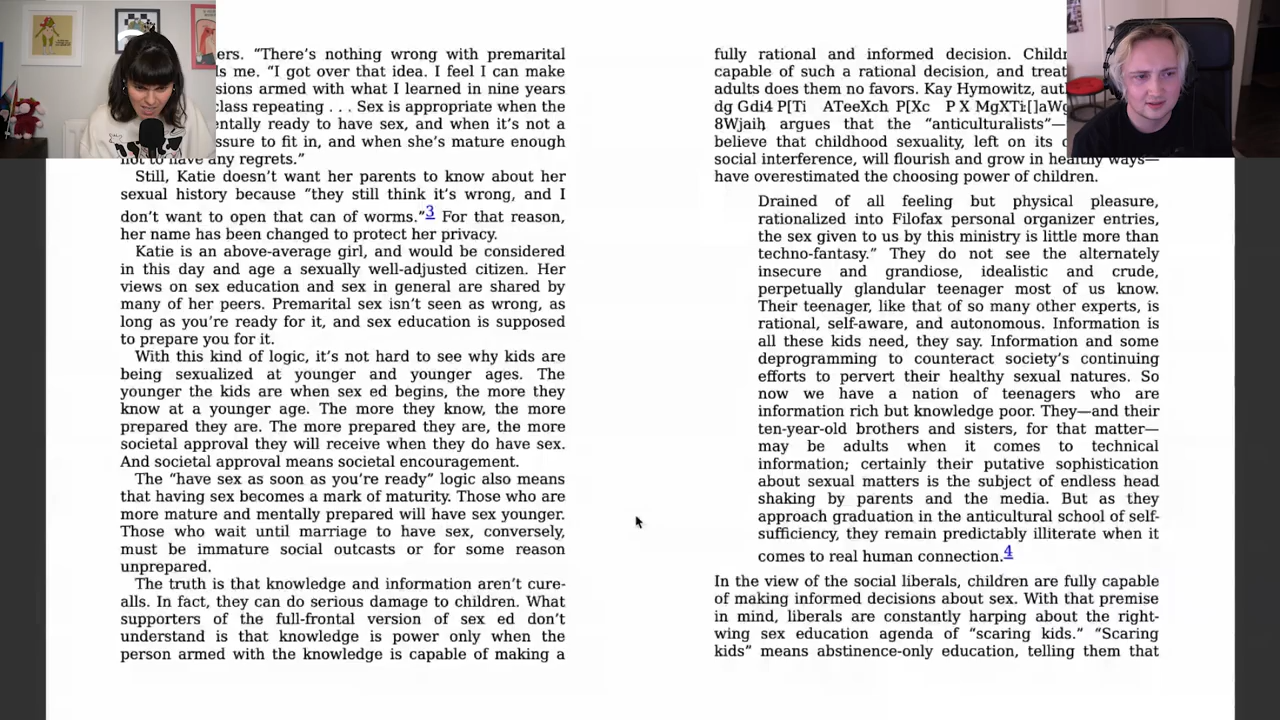 ers. “There’s nothing wrong with premarital
s me. “I got over that idea. I feel I can make
sions armed with what I learned in nine years
class repeating . . . Sex is appropriate when the
entally ready to have sex, and when it’s not a
ssure to fit in, and when she’s mature enough
not to have any regrets.”
Still, Katie doesn’t want her parents to know about her
sexual history because “they still think it’s wrong, and I
don’t want to open that can of worms.”3 For that reason,
her name has been changed to protect her privacy.
Katie is an above-average girl, and would be considered
in this day and age a sexually well-adjusted citizen. Her
views on sex education and sex in general are shared by
many of her peers. Premarital sex isn’t seen as wrong, as
long as you’re ready for it, and sex education is supposed
to prepare you for it.
With this kind of logic, it’s not hard to see why kids are
being sexualized at younger and younger ages. The
younger the kids are when sex ed begins, the more they
know at a younger age. The more they know, the more
prepared they are. The more prepared they are, the more
societal approval they will receive when they do have sex.
And societal approval means societal encouragement.
The “have sex as soon as you’re ready” logic also means
that having sex becomes a mark of maturity. Those who are
more mature and mentally prepared will have sex younger.
Those who wait until marriage to have sex, conversely,
must be immature social outcasts or for some reason
unprepared.
The truth is that knowledge and information aren’t cure-
alls. In fact, they can do serious damage to children. What
supporters of the full-frontal version of sex ed don’t
understand is that knowledge is power only when the
person armed with the knowledge is capable of making a
fully rational and informed decision. Child
capable of such a rational decision, and treat
adults does them no favors. Kay Hymowitz, aut
dg Gdi4 P[Ti ATeeXch P[Xc P X MgXTi[]aWg
8Wjaih, argues that the “anticulturalists”—
believe that childhood sexuality, left on its
social interference, will flourish and grow in healthy ways—
have overestimated the choosing power of children.
Drained of all feeling but physical pleasure,
rationalized into Filofax personal organizer entries,
the sex given to us by this ministry is little more than
techno-fantasy.” They do not see the alternately
insecure and grandiose, idealistic and crude,
perpetually glandular teenager most of us know.
Their teenager, like that of so many other experts, is
rational, self-aware, and autonomous. Information is
all these kids need, they say. Information and some
deprogramming to counteract society’s continuing
efforts to pervert their healthy sexual natures. So
now we have a nation of teenagers who are
information rich but knowledge poor. They—and their
ten-year-old brothers and sisters, for that matter—
may be adults when it comes to technical
information; certainly their putative sophistication
about sexual matters is the subject of endless head
shaking by parents and the media. But as they
approach graduation in the anticultural school of self-
sufficiency, they remain predictably illiterate when it
comes to real human connection.4
In the view of the social liberals, children are fully capable
of making informed decisions about sex. With that premise
in mind, liberals are constantly harping about the right-
wing sex education agenda of “scaring kids.” “Scaring
kids” means abstinence-only education, telling them that